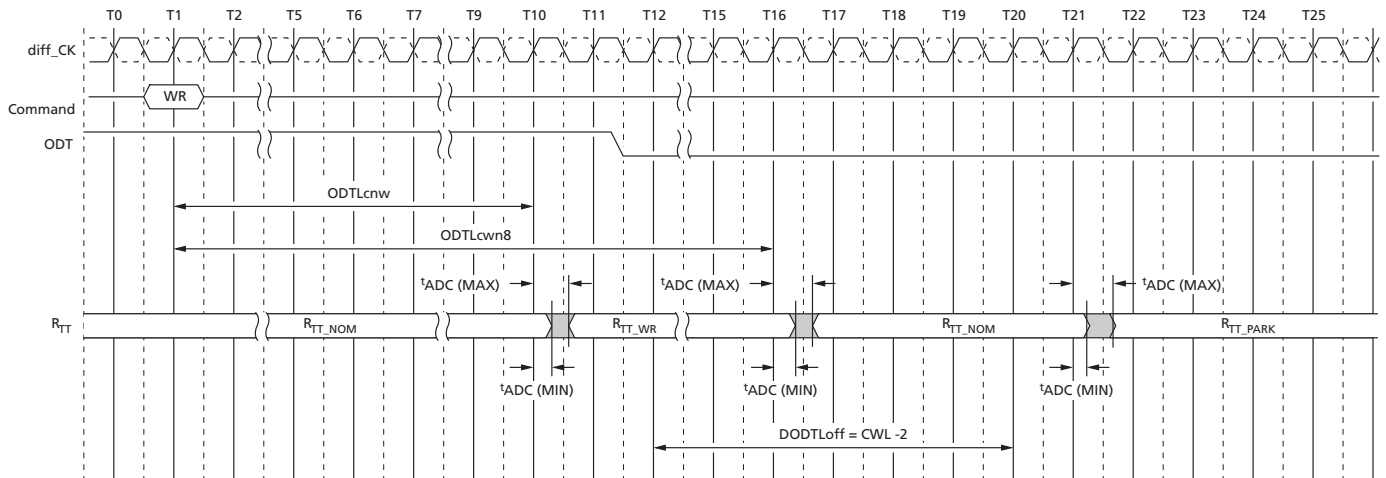 T0 T1 T2 T5 T6 T7 T9 T10 T11 T12 T15 T16 T17 T18 T19 T20 T21 T22 T23 T24 T25
diff_CK
Command WR
ODT
ODTLcnw
ODTLcwn8
tADC (MAX) tADC (MAX) tADC (MAX)
RTT RTT_NOM RTT_WR RTT_NOM RTT_PARK
tADC (MIN) tADC (MIN) tADC (MIN)
DODTLoff = CWL -2